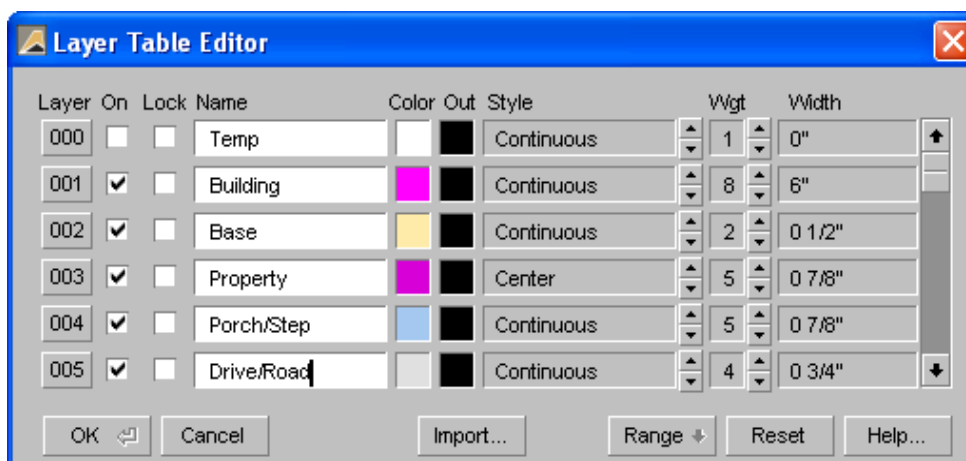 Layer Table Editor
Layer On Lock Name Color Out Style Wgt Width
000 Temp Continuous 1 0"
001 Building Continuous 8 6"
002 Base Continuous 2 0 1/2"
003 Property Center 5 0 7/8"
004 Porch/Step Continuous 5 0 7/8"
005 Drive/Road Continuous 4 0 3/4"
OK Cancel Import... Range Reset Help...